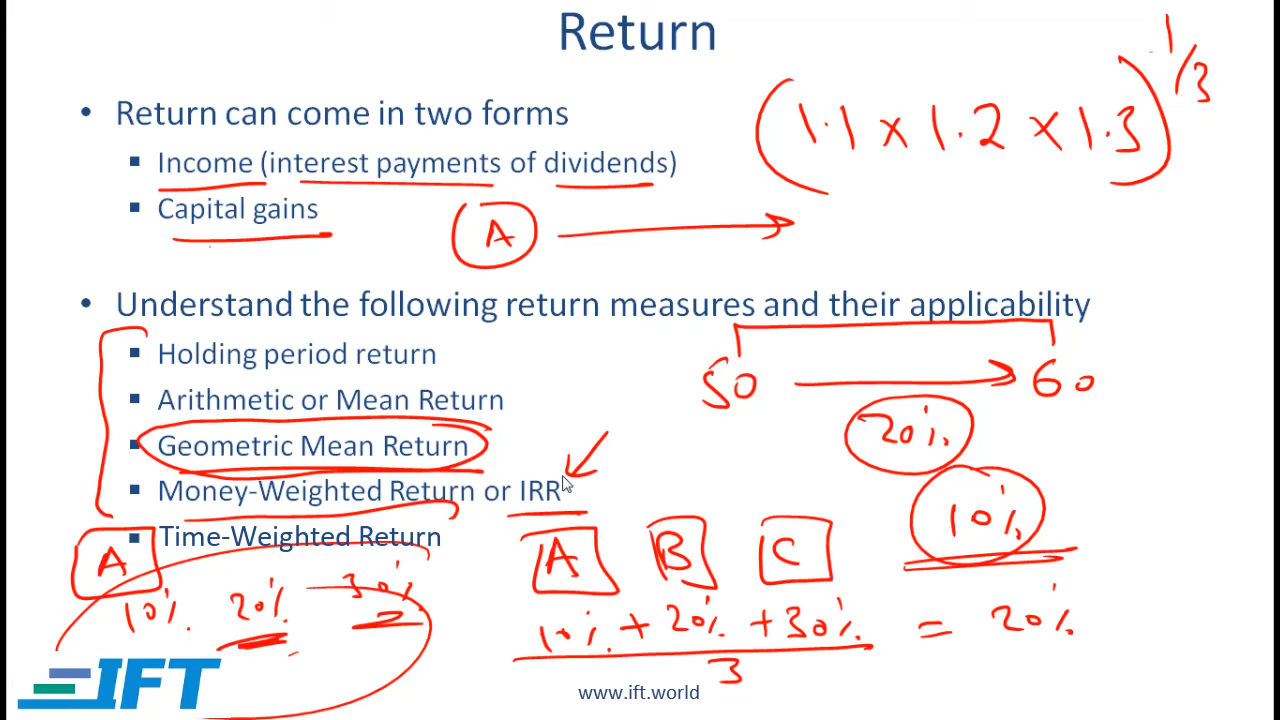 Return
(1.1 x 1.2 x 1.3)^1/3
• Return can come in two forms
▪ Income (interest payments of dividends)
▪ Capital gains
A
• Understand the following return measures and their applicability
▪ Holding period return
50 → 60
▪ Arithmetic or Mean Return
20%
▪ Geometric Mean Return
▪ Money-Weighted Return or IRR
10%
▪ Time-Weighted Return
A
A B C
10% 20% 30%
10% + 20% + 30% = 20%
3
IFT
www.ift.world